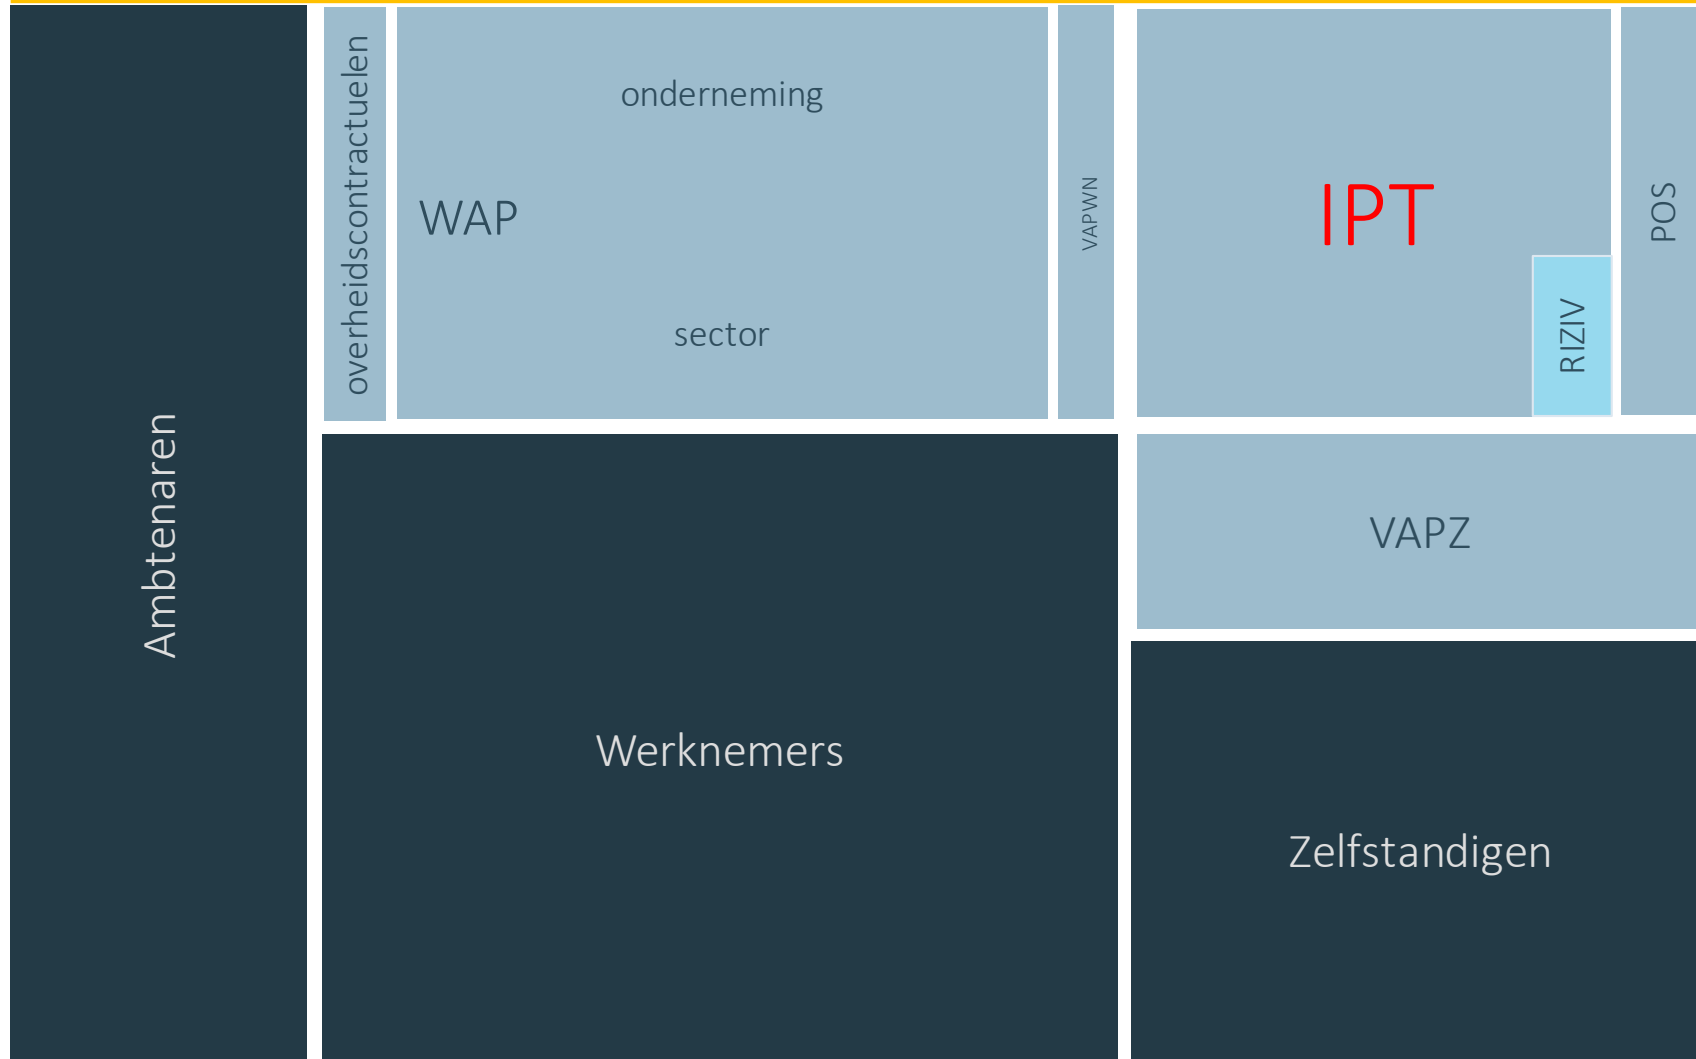 Ambtenaren
overheidscontractuelen
onderneming
WAP
sector
VAPWN
IPT
RIZIV
POS
VAPZ
Werknemers
Zelfstandigen